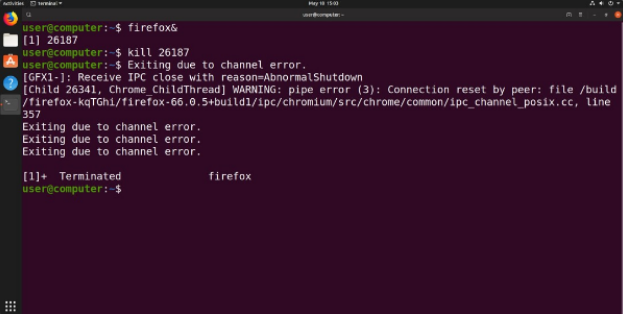 Activities Terminal May 10 15:03
user@computer: ~
user@computer:~$ firefox&
[1] 26187
user@computer:~$ kill 26187
user@computer:~$ Exiting due to channel error.
[GFX1-]: Receive IPC close with reason=AbnormalShutdown
[Child 26341, Chrome_ChildThread] WARNING: pipe error (3): Connection reset by peer: file /build
/firefox-kqTGhi/firefox-66.0.5+build1/ipc/chromium/src/chrome/common/ipc_channel_posix.cc, line
357
Exiting due to channel error.
Exiting due to channel error.
Exiting due to channel error.
[1]+  Terminated              firefox
user@computer:~$